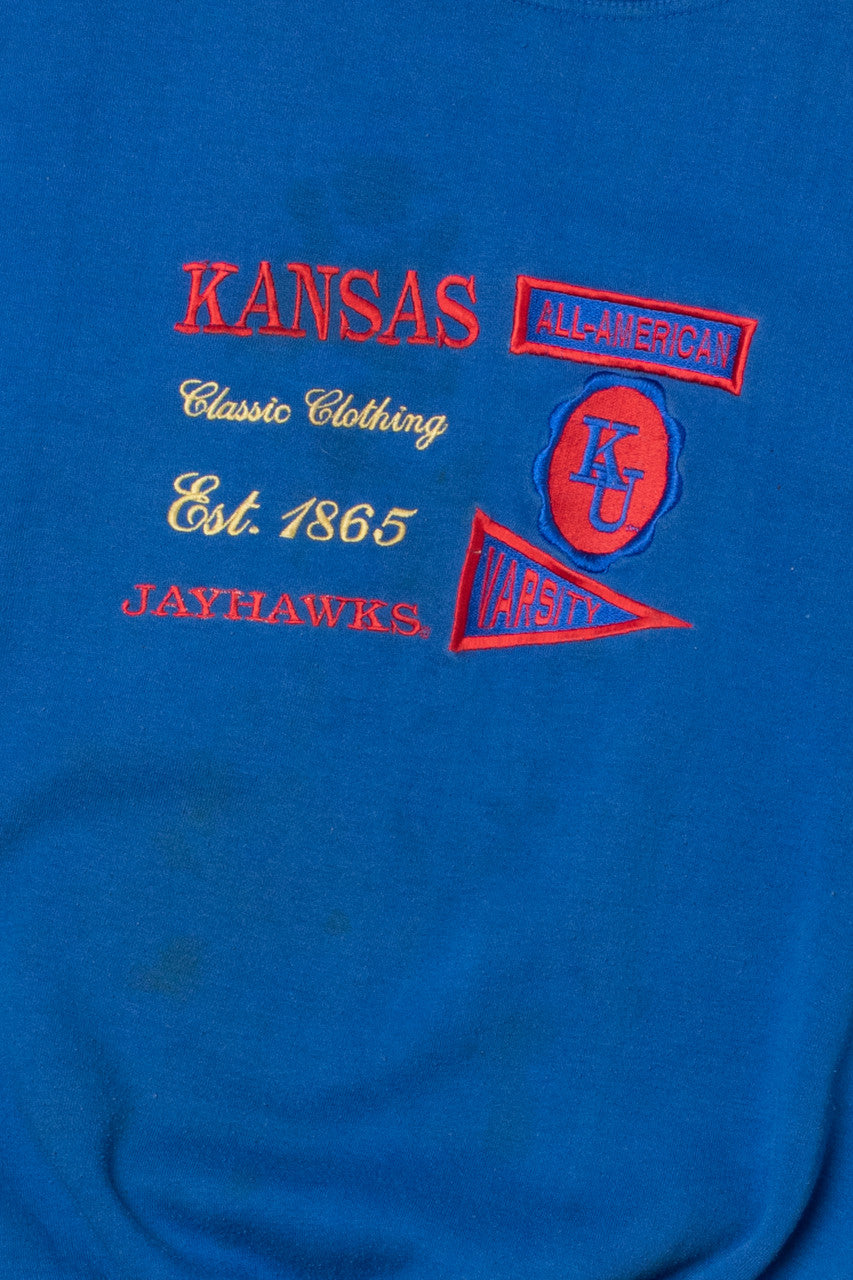 KANSAS
Classic Clothing
Est. 1865
JAYHAWKS
ALL-AMERICAN
KU
VARSITY